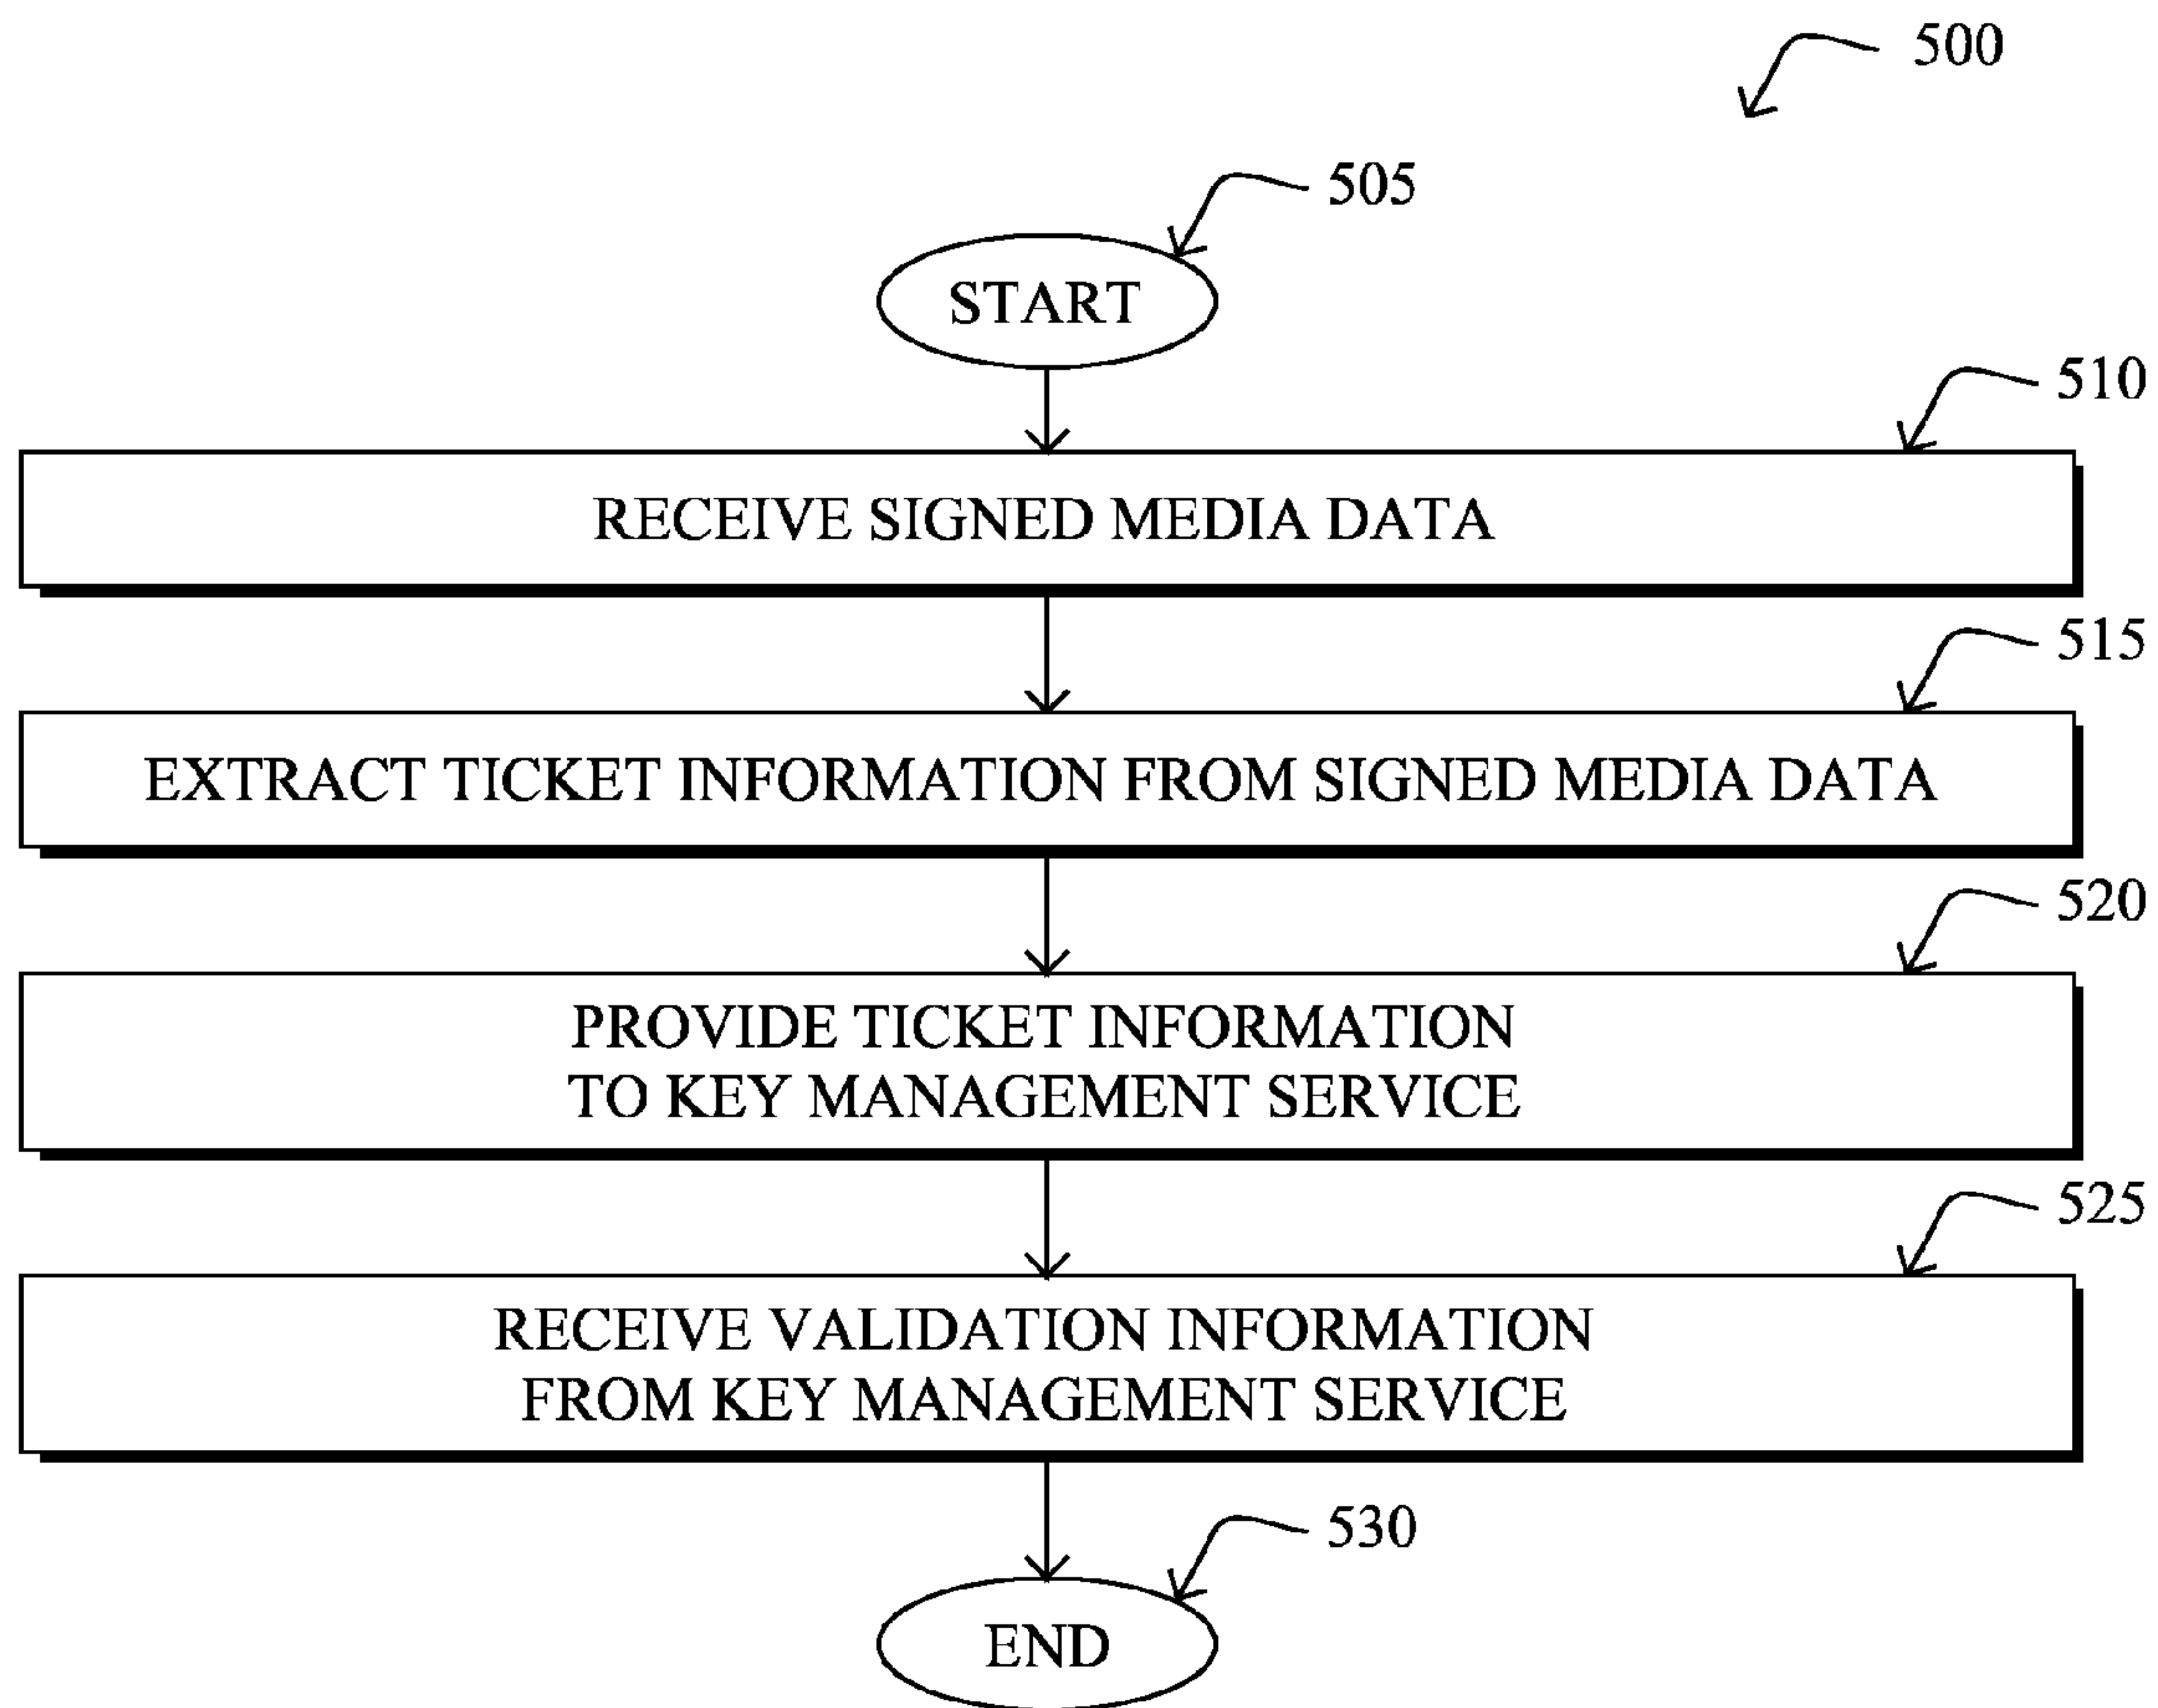 500
505
START
510
RECEIVE SIGNED MEDIA DATA
515
EXTRACT TICKET INFORMATION FROM SIGNED MEDIA DATA
520
PROVIDE TICKET INFORMATION
TO KEY MANAGEMENT SERVICE
525
RECEIVE VALIDATION INFORMATION
FROM KEY MANAGEMENT SERVICE
530
END